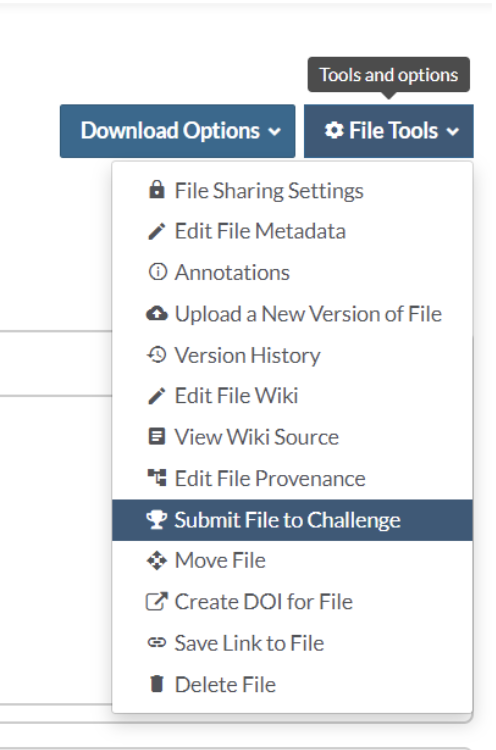 Tools and options
Download Options
File Tools
File Sharing Settings
Edit File Metadata
Annotations
Upload a New Version of File
Version History
Edit File Wiki
View Wiki Source
Edit File Provenance
Submit File to Challenge
Move File
Create DOI for File
Save Link to File
Delete File